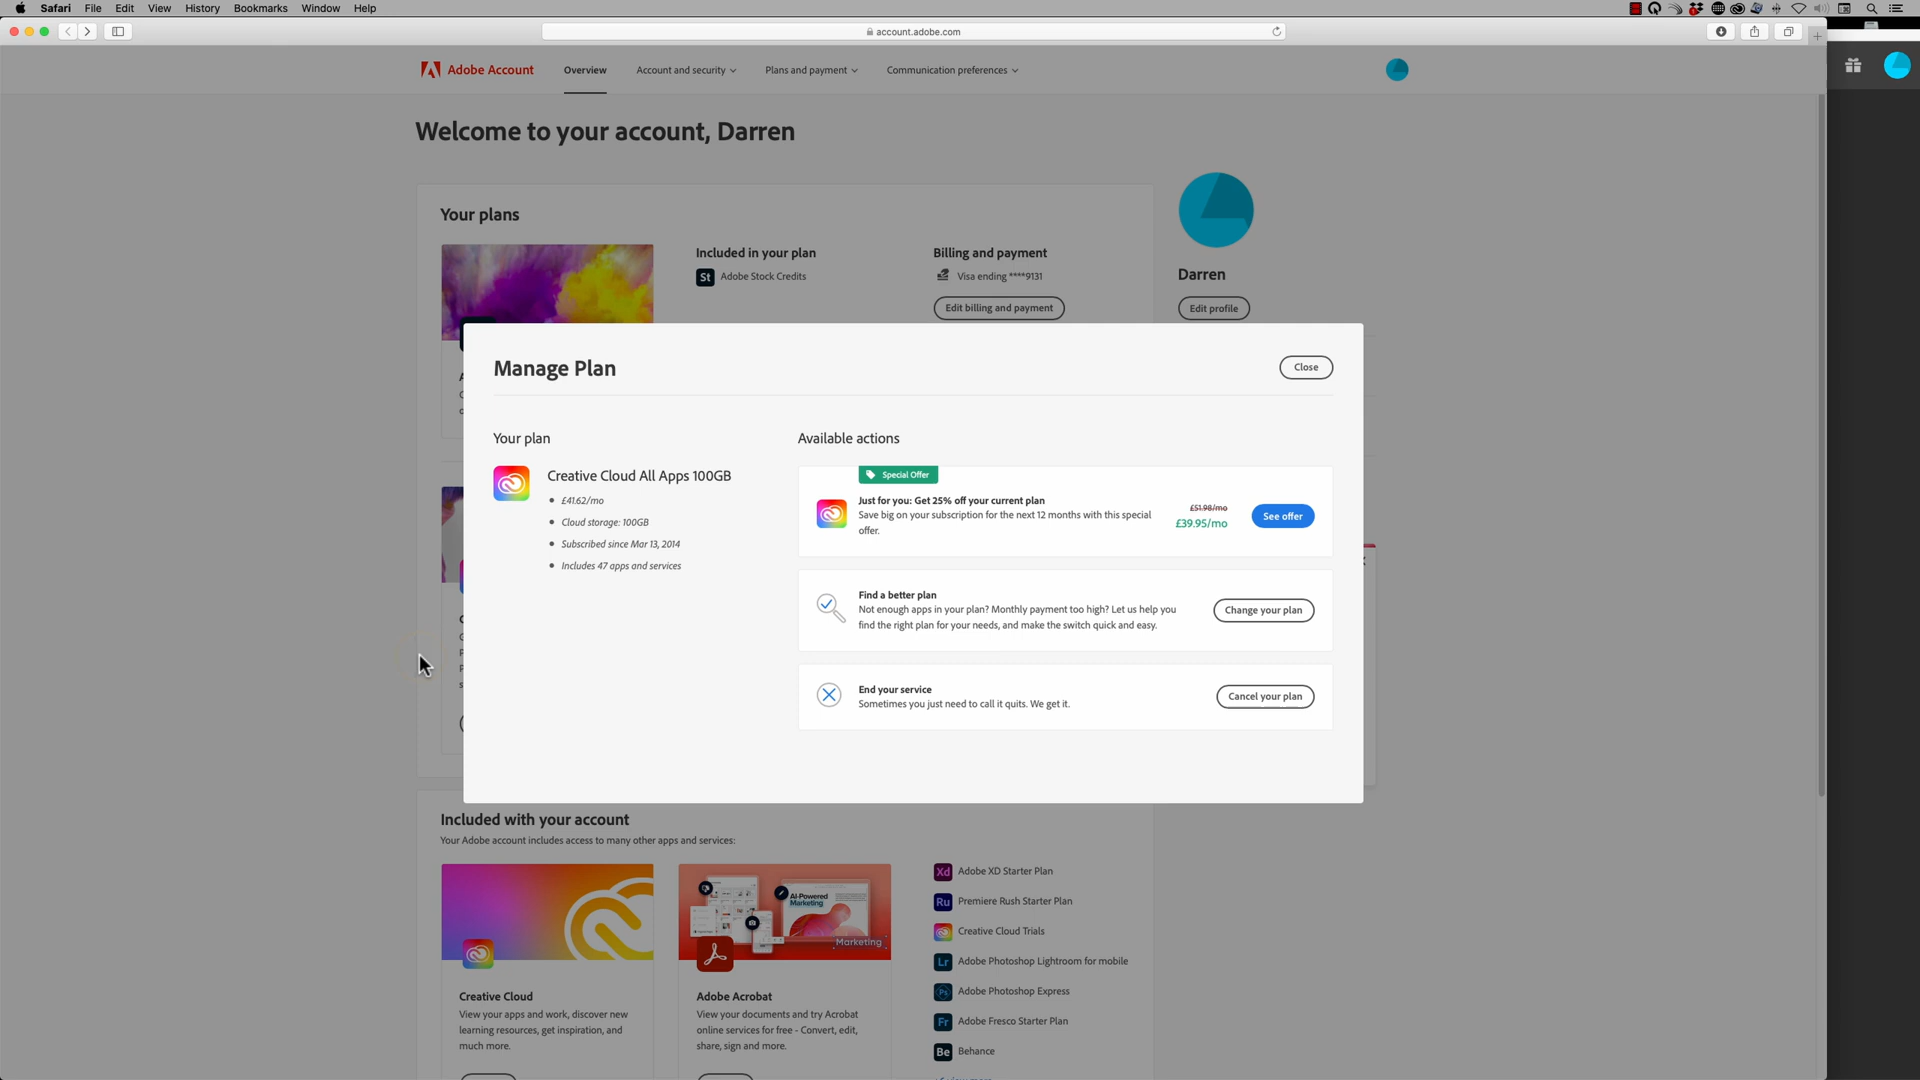 Safari File Edit View History Bookmarks Window Help
account.adobe.com
Adobe Account Overview Account and security Plans and payment Communication preferences
Welcome to your account, Darren
Your plans
Included in your plan
St Adobe Stock Credits
Billing and payment
Visa ending ****9131
Edit billing and payment
Darren
Edit profile
Manage Plan
Close
Your plan
Creative Cloud All Apps 100GB
£41.62/mo
Cloud storage: 100GB
Subscribed since Mar 13, 2014
Includes 47 apps and services
Available actions
Special Offer
Just for you: Get 25% off your current plan
Save big on your subscription for the next 12 months with this special
offer.
£51.98/mo
£39.95/mo
See offer
Find a better plan
Not enough apps in your plan? Monthly payment too high? Let us help you
find the right plan for your needs, and make the switch quick and easy.
Change your plan
End your service
Sometimes you just need to call it quits. We get it.
Cancel your plan
Included with your account
Your Adobe account includes access to many other apps and services:
Creative Cloud
View your apps and work, discover new
learning resources, get inspiration, and
much more.
AI-Powered
Marketing
Marketing
Adobe Acrobat
View your documents and try Acrobat
online services for free - Convert, edit,
share, sign and more.
Xd Adobe XD Starter Plan
Ru Premiere Rush Starter Plan
Creative Cloud Trials
Lr Adobe Photoshop Lightroom for mobile
Ps Adobe Photoshop Express
Fr Adobe Fresco Starter Plan
Be Behance